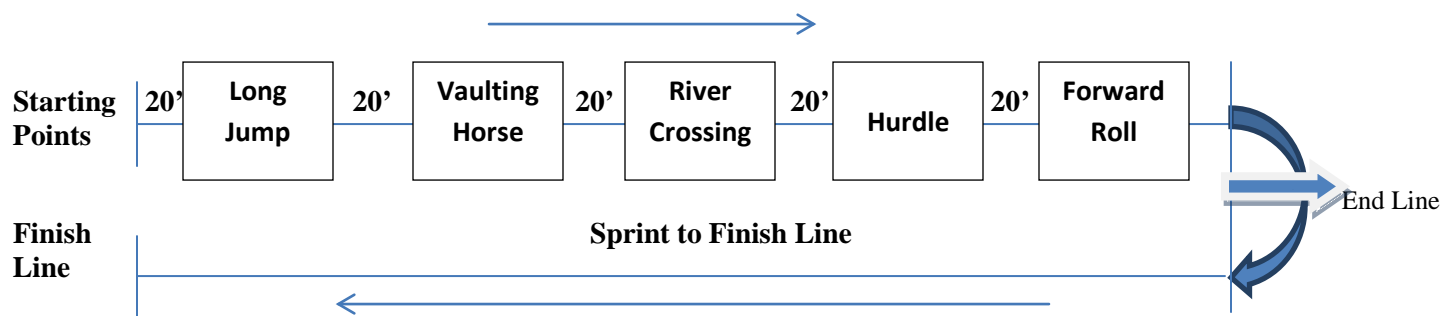 Starting
Points
20’
Long
Jump
20’
Vaulting
Horse
20’
River
Crossing
20’
Hurdle
20’
Forward
Roll
End Line
Finish
Line
Sprint to Finish Line